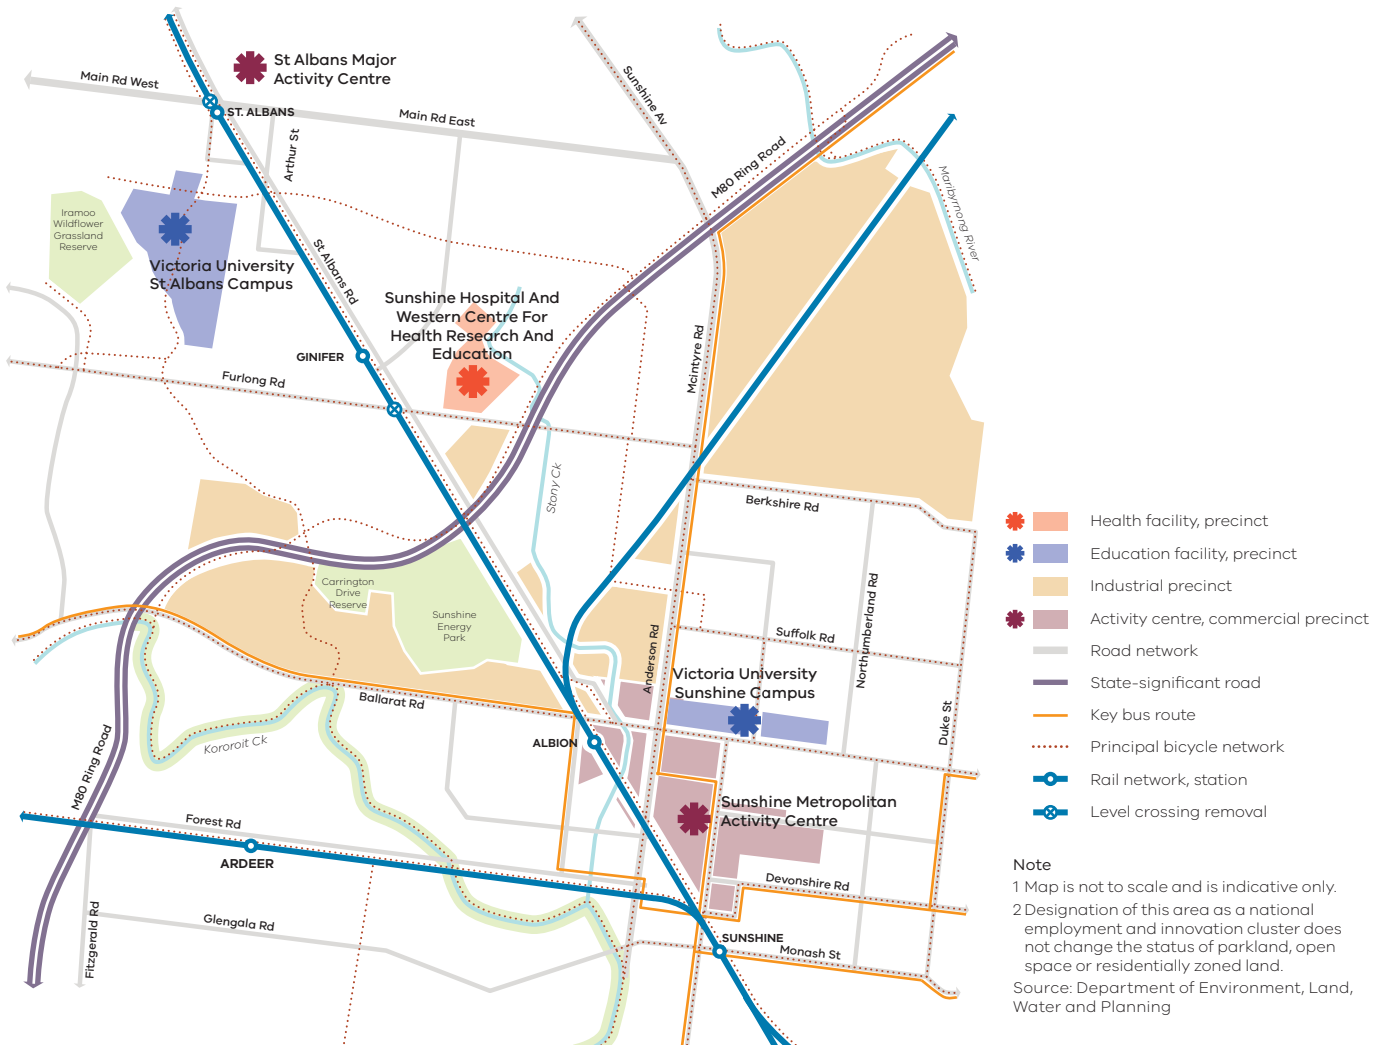 St Albans Major
Activity Centre
Main Rd West
ST. ALBANS
Main Rd East
Sunshine Av
Arthur St
M80 Ring Road
Maribyrnong River
Iramoo
Wildflower
Grassland
Reserve
Victoria University
St Albans Campus
St Albans Rd
Sunshine Hospital And
Western Centre For
Health Research And
Education
GINIFER
Furlong Rd
McIntyre Rd
Stony Ck
Berkshire Rd
Carrington
Drive
Reserve
Sunshine
Energy
Park
Northumberland Rd
Suffolk Rd
Anderson Rd
Victoria University
Sunshine Campus
Ballarat Rd
Duke St
Kororoit Ck
ALBION
M80 Ring Road
Sunshine Metropolitan
Activity Centre
Forest Rd
ARDEER
Devonshire Rd
Glengala Rd
Fitzgerald Rd
SUNSHINE
Monash St
Health facility, precinct
Education facility, precinct
Industrial precinct
Activity centre, commercial precinct
Road network
State-significant road
Key bus route
Principal bicycle network
Rail network, station
Level crossing removal
Note
1 Map is not to scale and is indicative only.
2 Designation of this area as a national
employment and innovation cluster does
not change the status of parkland, open
space or residentially zoned land.
Source: Department of Environment, Land,
Water and Planning